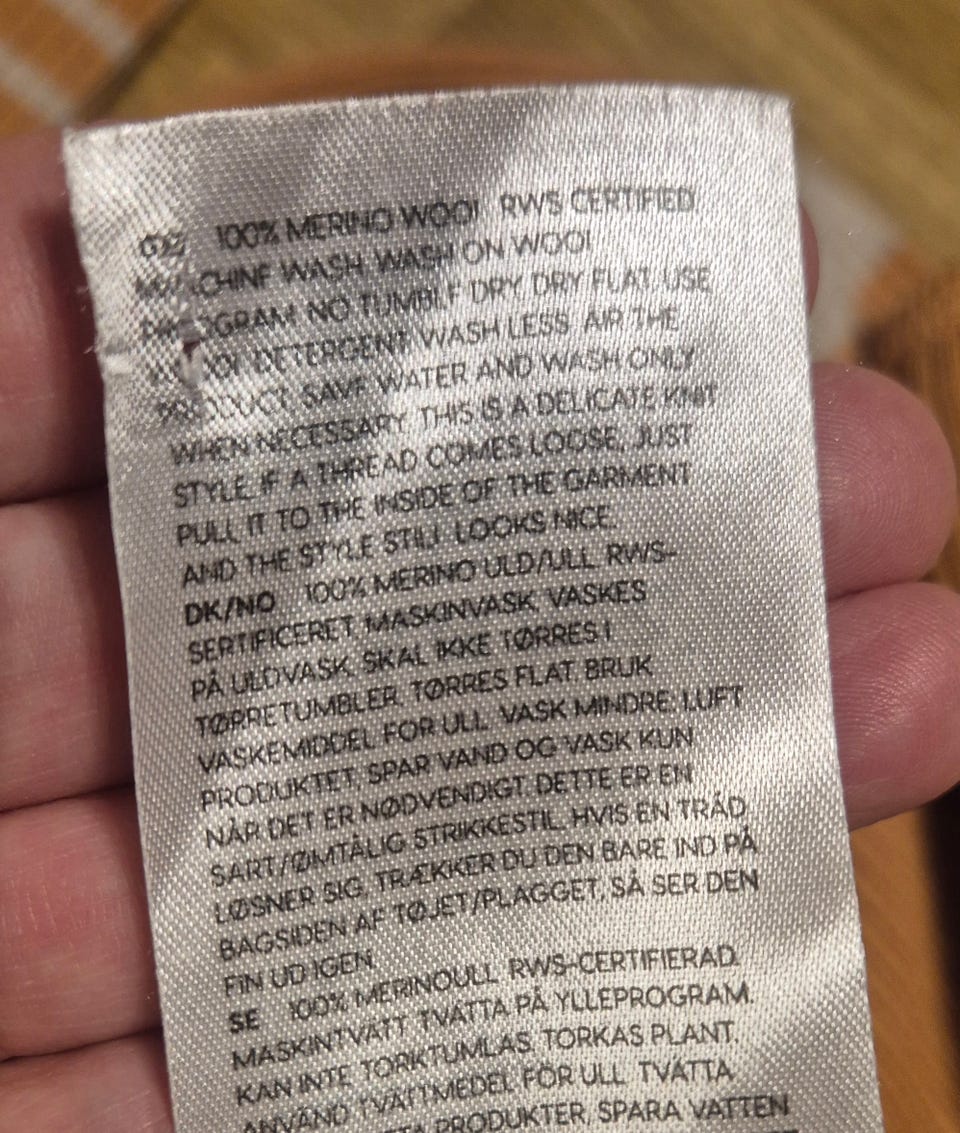 100% MERINO WOOL RWS CERTIFIED
MACHINE WASH, WASH ON WOOL
PROGRAM. NO TUMBLE DRY, DRY FLAT. USE
WOOL DETERGENT, WASH LESS. AIR THE
PRODUCT. SAVE WATER AND WASH ONLY
WHEN NECESSARY. THIS IS A DELICATE KNIT
STYLE. IF A THREAD COMES LOOSE, JUST
PULL IT TO THE INSIDE OF THE GARMENT
AND THE STYLE STILL LOOKS NICE.
DK/NO 100% MERINO ULD/ULL RWS-
SERTIFICERET. MASKINVASK. VASKES
PÅ ULDVASK. SKAL IKKE TØRRES I
TØRRETUMBLER. TØRRES FLAT. BRUK
VASKEMIDDEL FOR ULL. VASK MINDRE. LUFT
PRODUKTET. SPAR VAND OG VASK KUN
NÅR DET ER NØDVENDIGT. DETTE ER EN
SART/ØMTÅLIG STRIKKESTIL. HVIS EN TRÅD
LØSNER SIG. TRÆKKER DU DEN BARE IND PÅ
BAGSIDEN AF TØJET/PLAGGET, SÅ SER DEN
FIN UD IGEN.
SE 100% MERINOULL RWS-CERTIFIERAD.
MASKINTVÄTT TVÄTTA PÅ YLLEPROGRAM.
KAN INTE TORKTUMLAS. TORKAS PLANT.
ANVÄND TVÄTTMEDEL FÖR ULL TVÄTTA
PRODUKTER, SPARA VATTEN